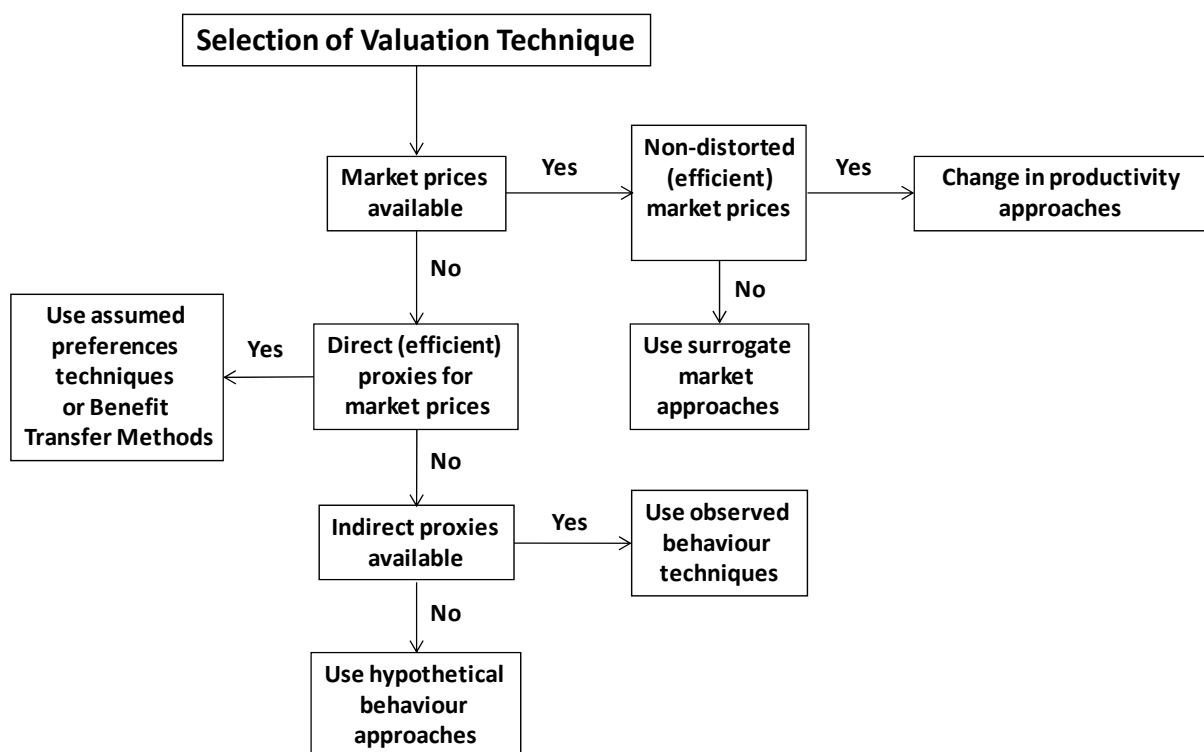 Selection of Valuation Technique
Market prices
available
Yes
Non-distorted
(efficient)
market prices
Yes
Change in productivity
approaches
No
No
Use surrogate
market
approaches
Direct (efficient)
proxies for
market prices
Yes
Use assumed
preferences
techniques
or Benefit
Transfer Methods
No
Indirect proxies
available
Yes
Use observed
behaviour
techniques
No
Use hypothetical
behaviour
approaches